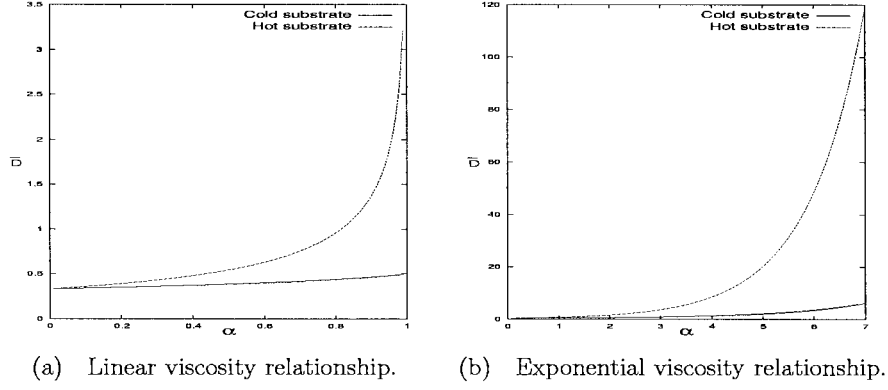 Cold substrate
Hot substrate
3.5
3
2.5
2
1.5
1
0.5
0
0 0.2 0.4 0.6 0.8 1
α
Cold substrate
Hot substrate
120
100
80
60
40
20
0
0 1 2 3 4 5 6 7
α
(a) Linear viscosity relationship.
(b) Exponential viscosity relationship.